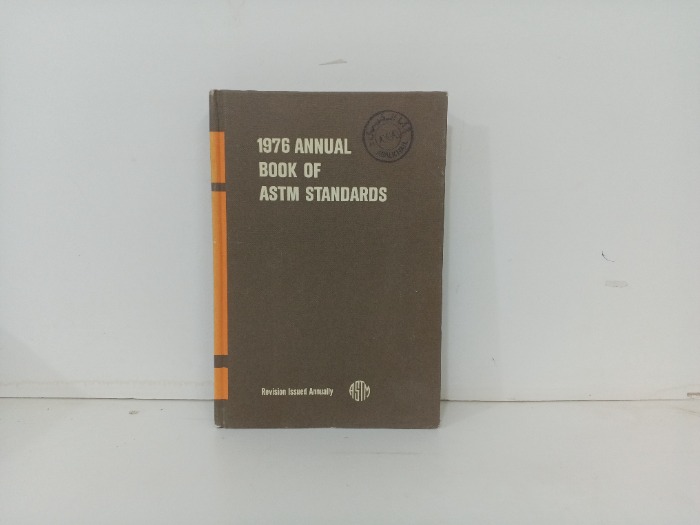 1976 ANNUAL
BOOK OF
ASTM STANDARDS
Revision Issued Annually
ASTM